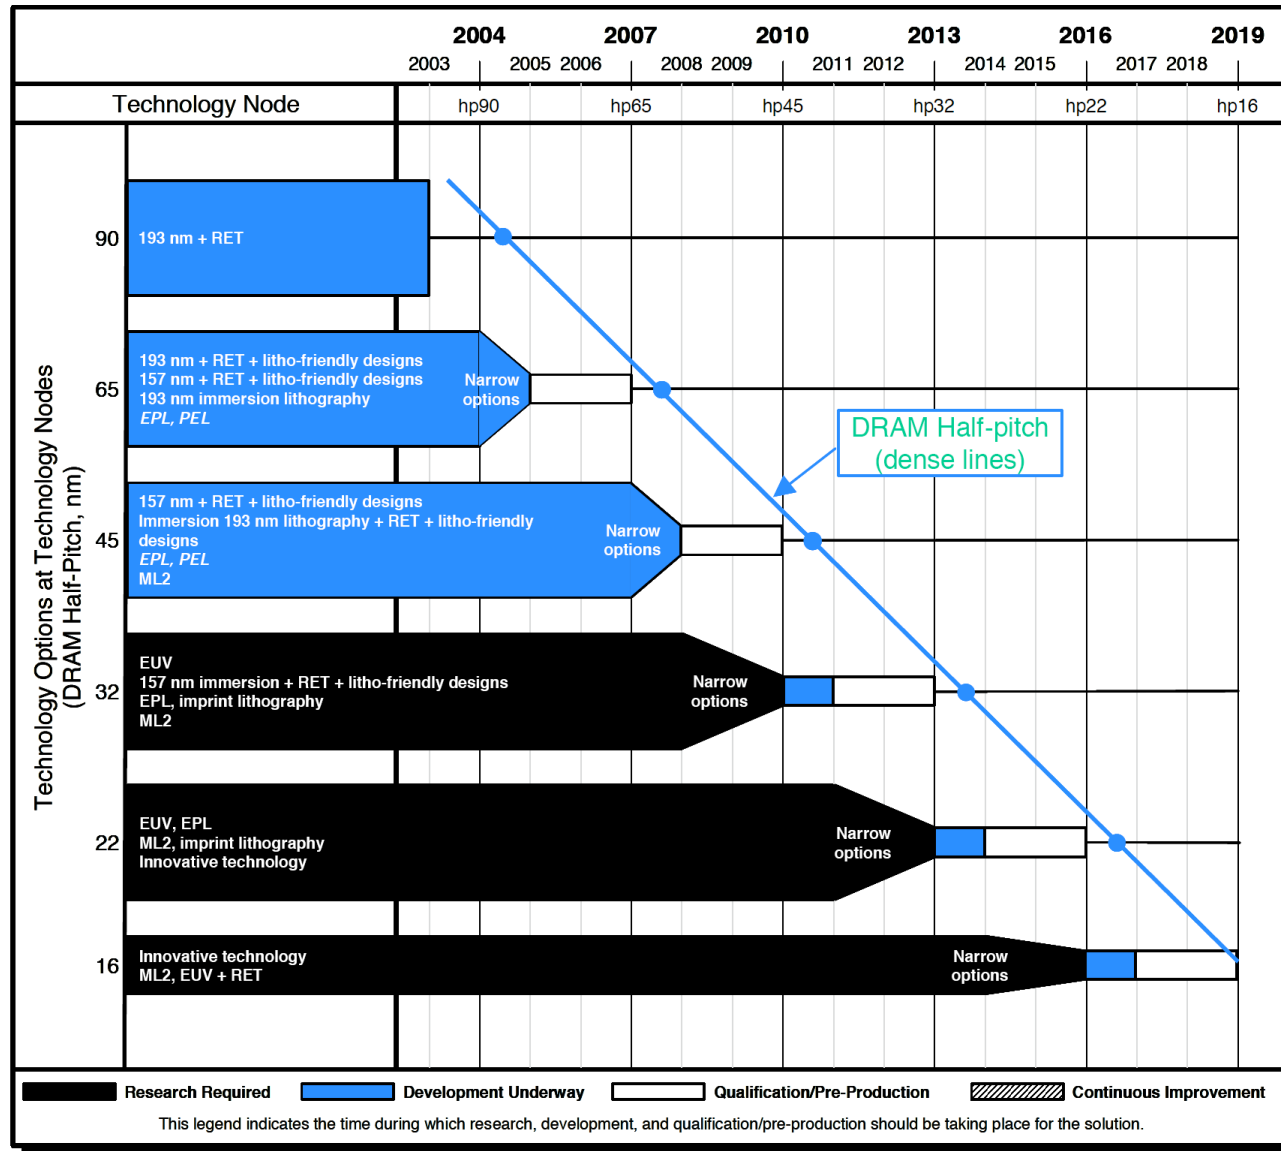 2004 2007 2010 2013 2016 2019
2003 2005 2006 2008 2009 2011 2012 2014 2015 2017 2018
Technology Node hp90 hp65 hp45 hp32 hp22 hp16
Technology Options at Technology Nodes
(DRAM Half-Pitch, nm)
90
193 nm + RET
65
193 nm + RET + litho-friendly designs
157 nm + RET + litho-friendly designs
193 nm immersion lithography
EPL, PEL
Narrow
options
DRAM Half-pitch
(dense lines)
45
157 nm + RET + litho-friendly designs
Immersion 193 nm lithography + RET + litho-friendly
designs
EPL, PEL
ML2
Narrow
options
32
EUV
157 nm immersion + RET + litho-friendly designs
EPL, imprint lithography
ML2
Narrow
options
22
EUV, EPL
ML2, imprint lithography
Innovative technology
Narrow
options
16
Innovative technology
ML2, EUV + RET
Narrow
options
Research Required Development Underway Qualification/Pre-Production Continuous Improvement
This legend indicates the time during which research, development, and qualification/pre-production should be taking place for the solution.